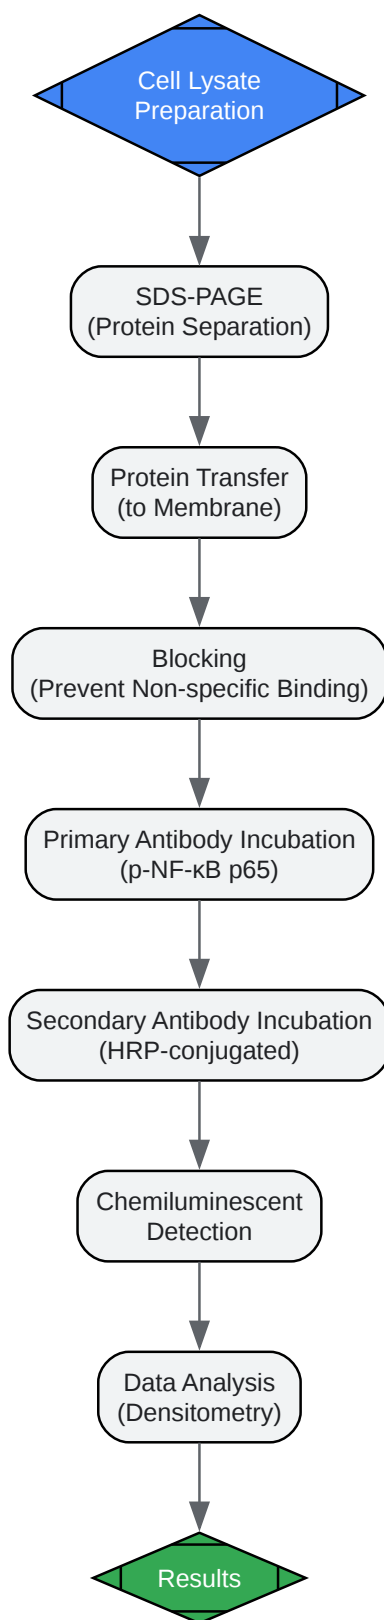 Cell Lysate
Preparation
SDS-PAGE
(Protein Separation)
Protein Transfer
(to Membrane)
Blocking
(Prevent Non-specific Binding)
Primary Antibody Incubation
(p-NF-κB p65)
Secondary Antibody Incubation
(HRP-conjugated)
Chemiluminescent
Detection
Data Analysis
(Densitometry)
Results